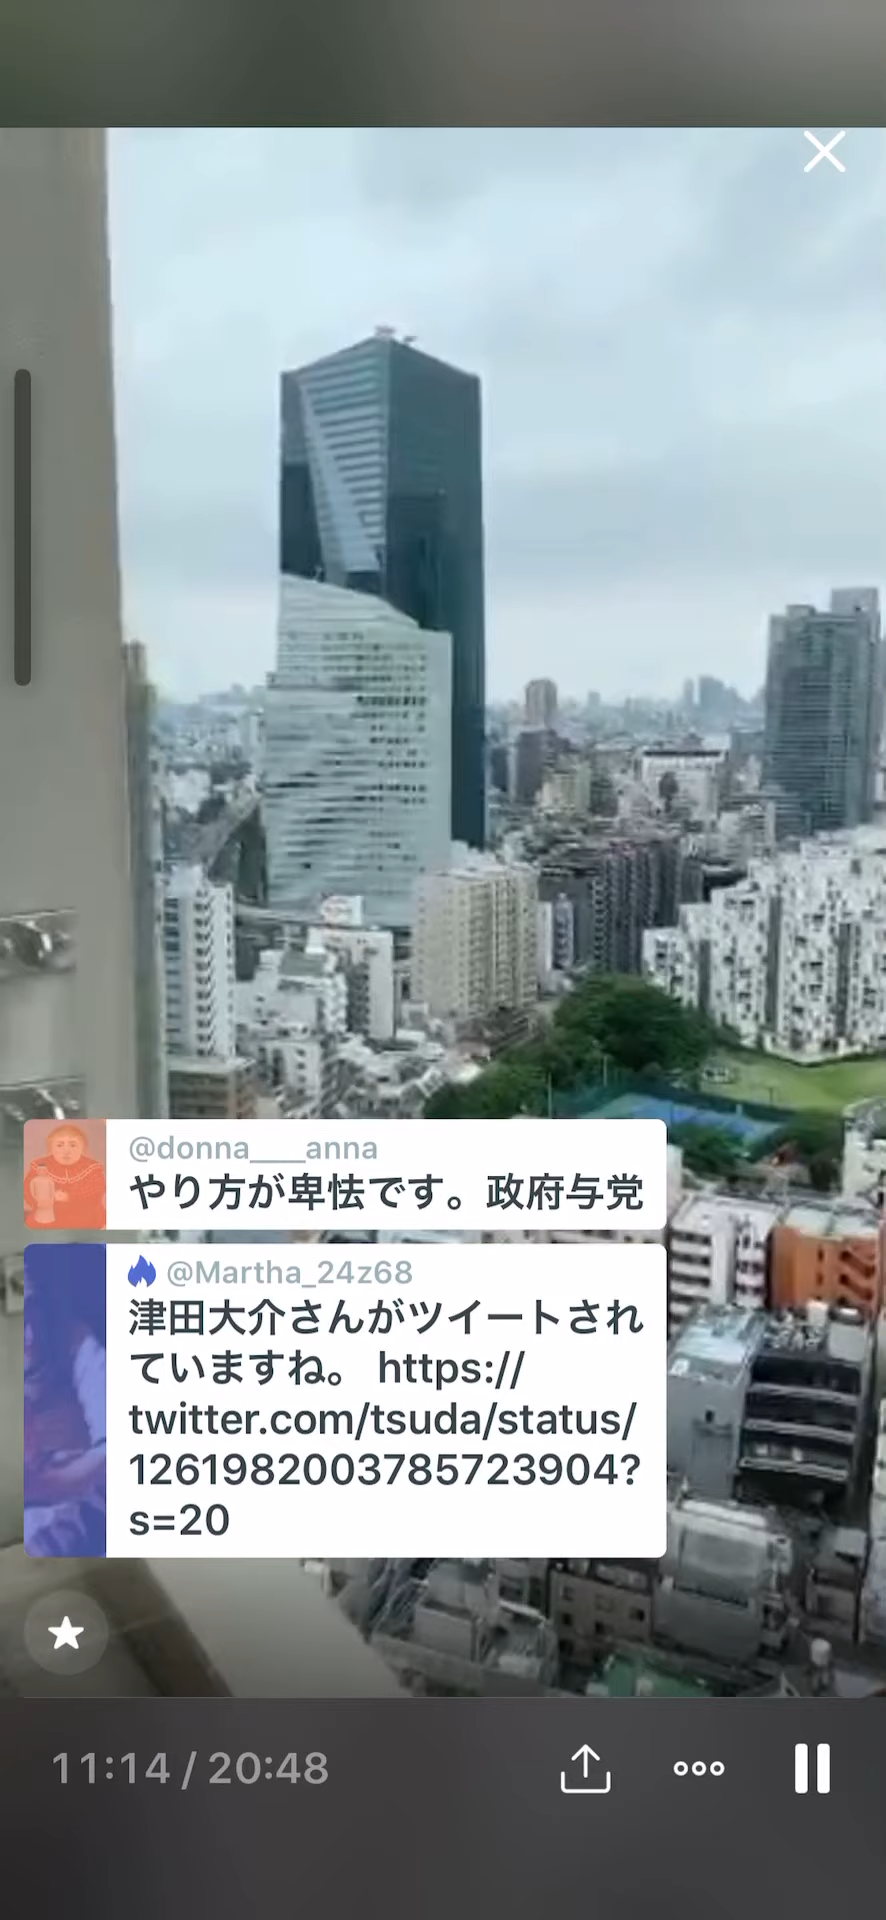 @donna____anna
やり方が卑怯です。政府与党
@Martha_24z68
津田大介さんがツイートされ
ていますね。 https://
twitter.com/tsuda/status/
1261982003785723904?
s=20
11:14 / 20:48